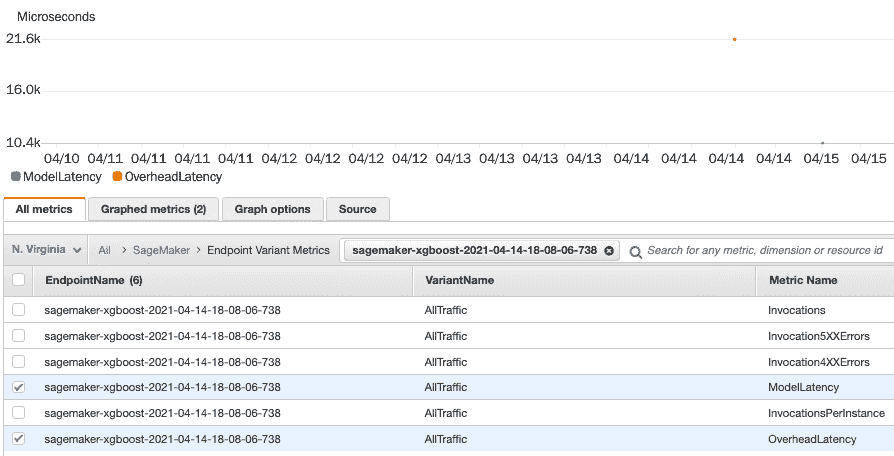 Microseconds
21.6k
16.0k
10.4k
04/10 04/11 04/11 04/11 04/11 04/12 04/12 04/12 04/12 04/13 04/13 04/13 04/13 04/14 04/14 04/14 04/14 04/15 04/15
ModelLatency OverheadLatency
All metrics Graphed metrics (2) Graph options Source
N. Virginia All > SageMaker > Endpoint Variant Metrics sagemaker-xgboost-2021-04-14-18-08-06-738 Search for any metric, dimension or resource id
EndpointName (6) VariantName Metric Name
sagemaker-xgboost-2021-04-14-18-08-06-738 AllTraffic Invocations
sagemaker-xgboost-2021-04-14-18-08-06-738 AllTraffic Invocation5XXErrors
sagemaker-xgboost-2021-04-14-18-08-06-738 AllTraffic Invocation4XXErrors
sagemaker-xgboost-2021-04-14-18-08-06-738 AllTraffic ModelLatency
sagemaker-xgboost-2021-04-14-18-08-06-738 AllTraffic InvocationsPerInstance
sagemaker-xgboost-2021-04-14-18-08-06-738 AllTraffic OverheadLatency